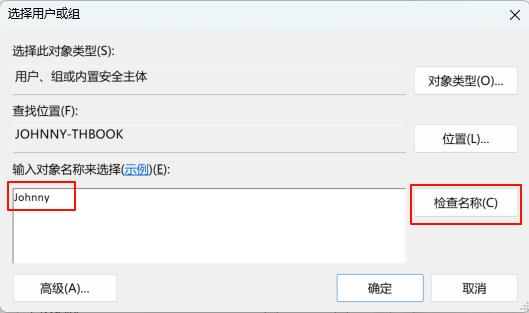 选择用户或组
选择此对象类型(S):
用户、组或内置安全主体
对象类型(O)...
查找位置(F):
JOHNNY-THBOOK
位置(L)...
输入对象名称来选择(示例)(E):
Johnny
检查名称(C)
高级(A)...
确定
取消